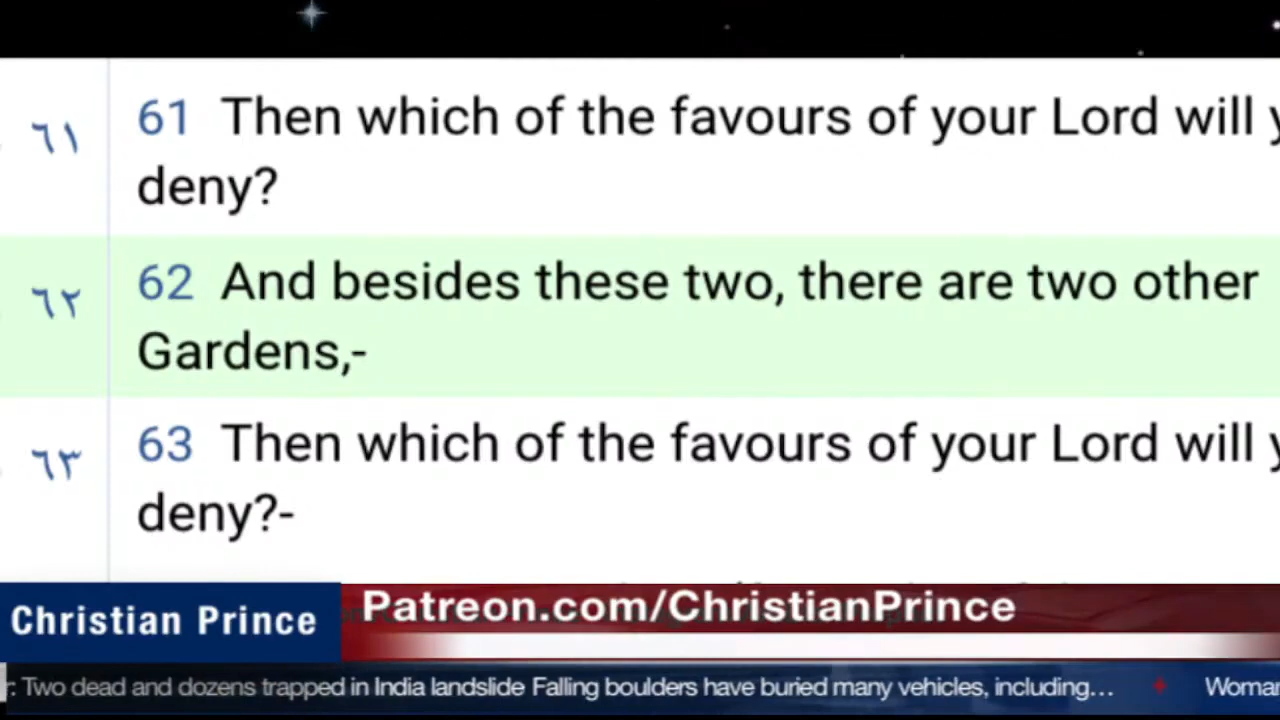 ٦١ 61 Then which of the favours of your Lord will y
deny?
٦٢ 62 And besides these two, there are two other
Gardens,-
٦٣ 63 Then which of the favours of your Lord will y
deny?-
Christian Prince Patreon.com/ChristianPrince
r: Two dead and dozens trapped in India landslide Falling boulders have buried many vehicles, including... Woman